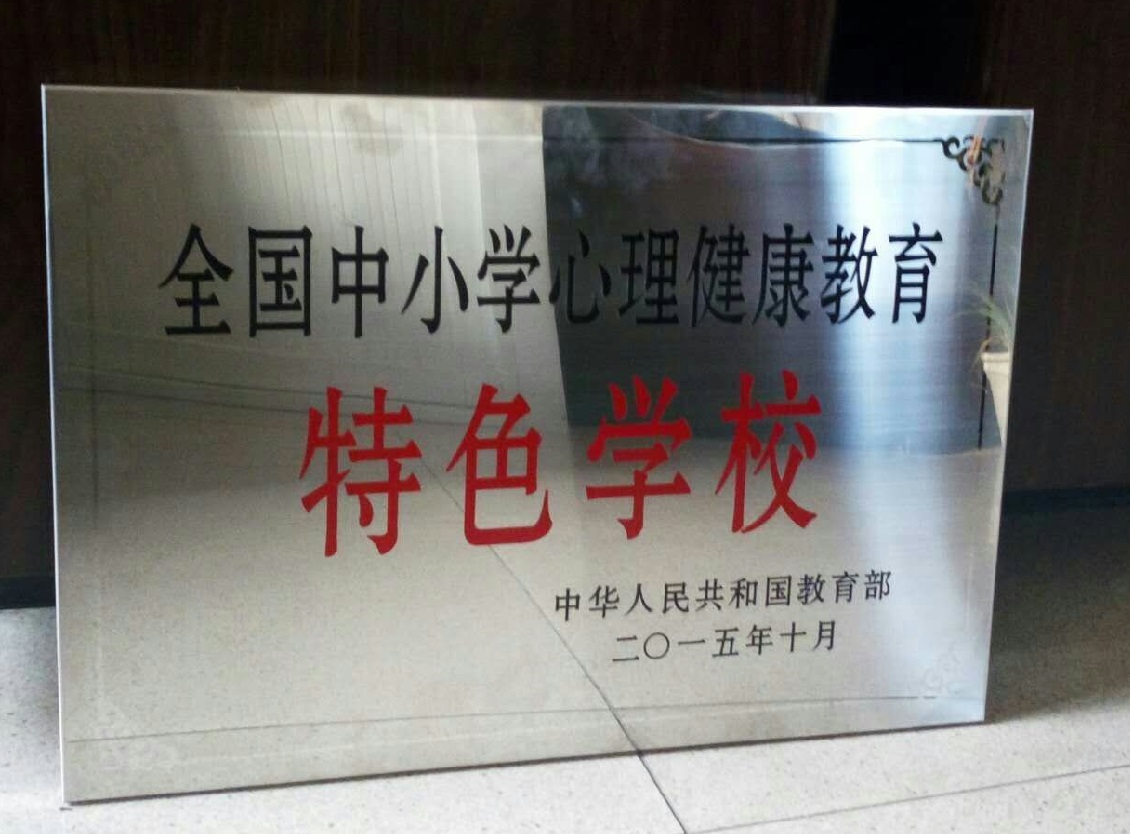 全国中小学心理健康教育
特色学校
中华人民共和国教育部
二〇一五年十月